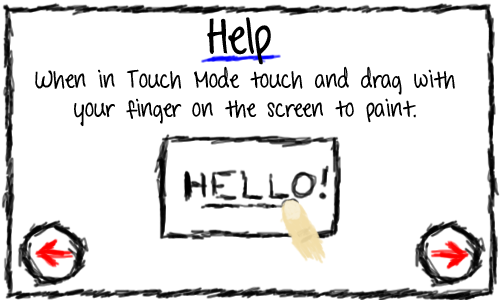 Help
When in Touch Mode touch and drag with
your finger on the screen to paint.
HELLO!